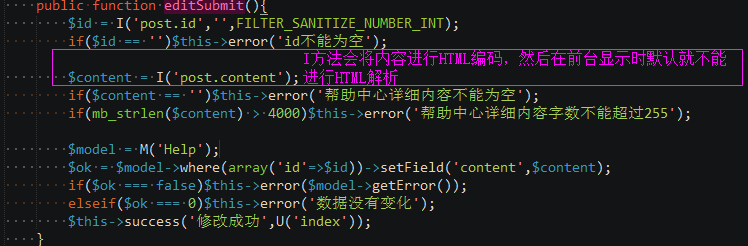 public function editSubmit(){
$id = I('post.id','',FILTER_SANITIZE_NUMBER_INT);
if($id == '')$this->error('id不能为空');
I方法会将内容进行HTML编码，然后在前台显示时默认就不能
$content = I('post.content');进行HTML解析
if($content == '')$this->error('帮助中心详细内容不能为空');
if(mb_strlen($content) > 4000)$this->error('帮助中心详细内容字数不能超过255');
$model = M('Help');
$ok = $model->where(array('id'=>$id))->setField('content',$content);
if($ok === false)$this->error($model->getError());
elseif($ok === 0)$this->error('数据没有变化');
$this->success('修改成功',U('index'));
}